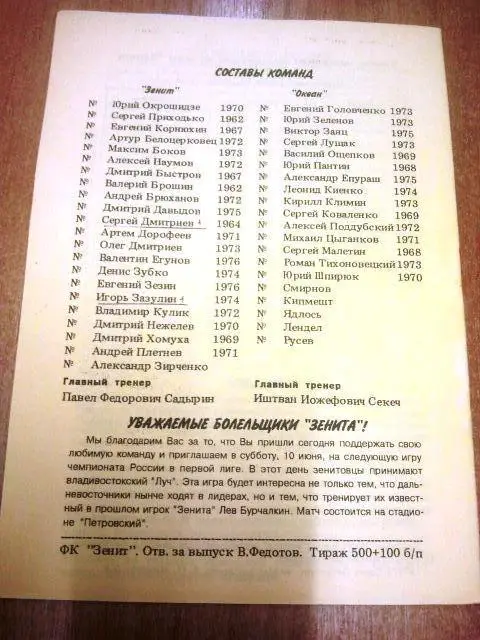 СОСТАВЫ КОМАНД
"Зенит"
№ Юрий Окрошидзе 1970
№ Сергей Приходько 1962
№ Евгений Корнюхин 1967
№ Артур Белоцерковец 1972
№ Максим Боков 1973
№ Алексей Наумов 1972
№ Дмитрий Быстров 1967
№ Валерий Брошин 1962
№ Андрей Брюханов 1972
№ Дмитрий Давыдов 1975
№ Сергей Дмитриев 4 1964
№ Артем Дорофеев 1971
№ Олег Дмитриев 1973
№ Валентин Егунов 1976
№ Денис Зубко 1974
№ Евгений Зезин 1976
№ Игорь Зазулин 4 1974
№ Владимир Кулик 1972
№ Дмитрий Нежелев 1970
№ Дмитрий Хомуха 1969
№ Андрей Плетнев 1971
№ Александр Зирченко
Главный тренер
Павел Федорович Садырин
"Океан"
№ Евгений Головченко 1973
№ Юрий Зеленов 1973
№ Виктор Заяц 1975
№ Сергей Лущак 1973
№ Василий Ощепков 1969
№ Юрий Пантин 1968
№ Александр Епураш 1975
№ Леонид Киенко 1974
№ Кирилл Климин 1973
№ Сергей Коваленко 1969
№ Алексей Поддубский 1972
№ Михаил Цыганков 1971
№ Сергей Малетин 1968
№ Роман Тихоновецкий 1973
№ Юрий Шпирюк 1970
№ Смирнов
№ Кипмешт
№ Ядлось
№ Лендел
№ Русев
Главный тренер
Иштван Иожефович Секеч
УВАЖАЕМЫЕ БОЛЕЛЬЩИКИ "ЗЕНИТА"!
Мы благодарим Вас за то, что Вы пришли сегодня поддержать свою
любимую команду и приглашаем в субботу, 10 июня, на следующую игру
чемпионата России в первой лиге. В этот день зенитовцы принимают
владивостокский "Луч". Эта игра будет интересна не только тем, что даль-
невосточники нынче ходят в лидерах, но и тем, что тренирует их извест-
ный в прошлом игрок "Зенита" Лев Бурчалкин. Матч состоится на стадио-
не "Петровский".
ФК "Зенит". Отв. за выпуск В.Федотов. Тираж 500+100 б/п